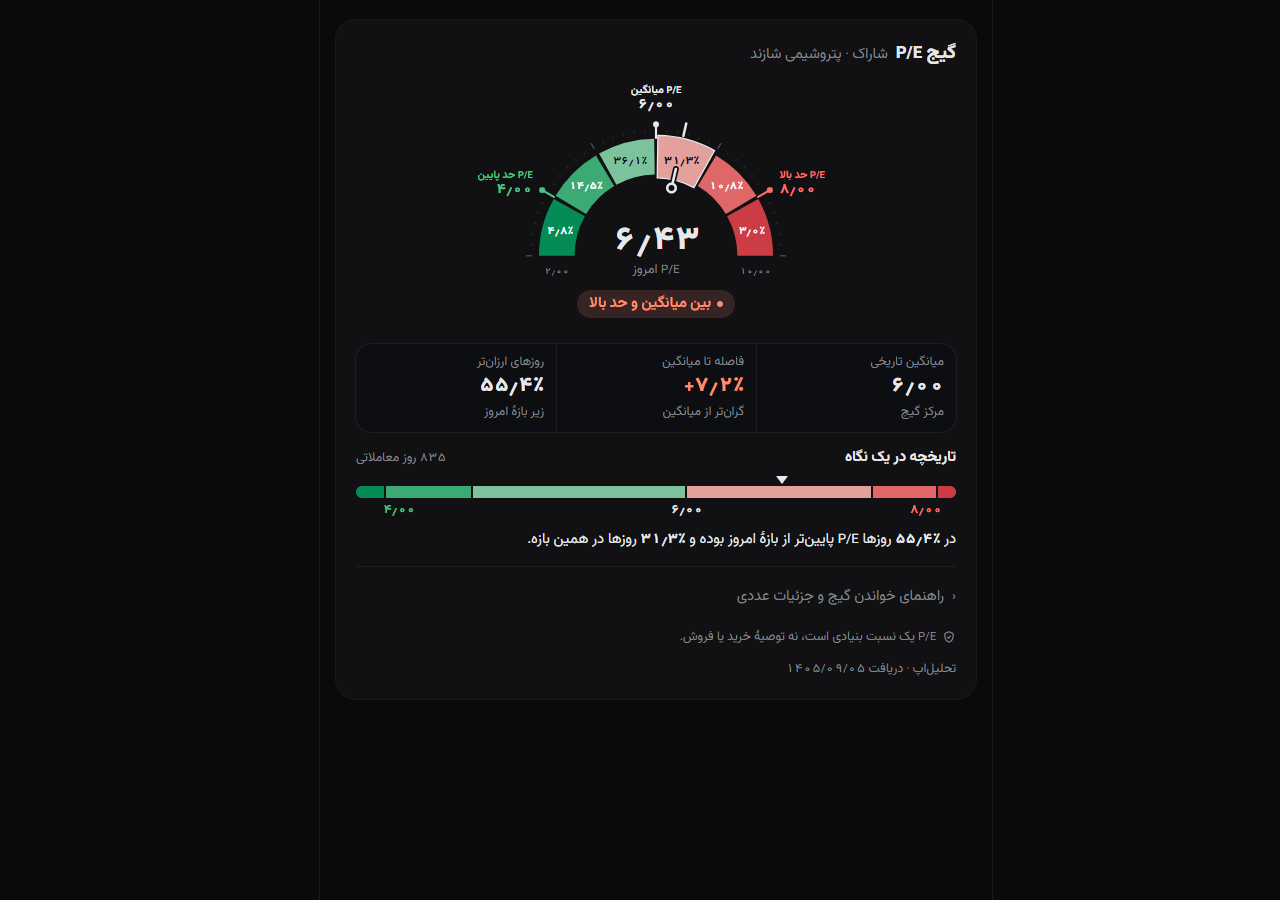 گیج P/E شاراک · پتروشیمی شازند
P/E میانگین
۶٫۰۰
P/E حد پایین
۴٫۰۰
P/E حد بالا
۸٫۰۰
۴٫۸٪
۱۴٫۵٪
۳۶٫۱٪
۳۱٫۳٪
۱۰٫۸٪
۳٫۰٪
۶٫۴۳
P/E امروز
۲٫۰۰
۱۰٫۰۰
بین میانگین و حد بالا
میانگین تاریخی
۶٫۰۰
مرکز گیج
فاصله تا میانگین
+۷٫۲٪
گران‌تر از میانگین
روزهای ارزان‌تر
۵۵٫۴٪
زیر بازهٔ امروز
تاریخچه در یک نگاه
۸۳۵ روز معاملاتی
۴٫۰۰
۶٫۰۰
۸٫۰۰
در ۵۵٫۴٪ روزها P/E پایین‌تر از بازهٔ امروز بوده و ۳۱٫۳٪ روزها در همین بازه.
‹ راهنمای خواندن گیج و جزئیات عددی
P/E یک نسبت بنیادی است، نه توصیهٔ خرید یا فروش.
تحلیل‌اپ · دریافت ۱۴۰۵/۰۹/۰۵